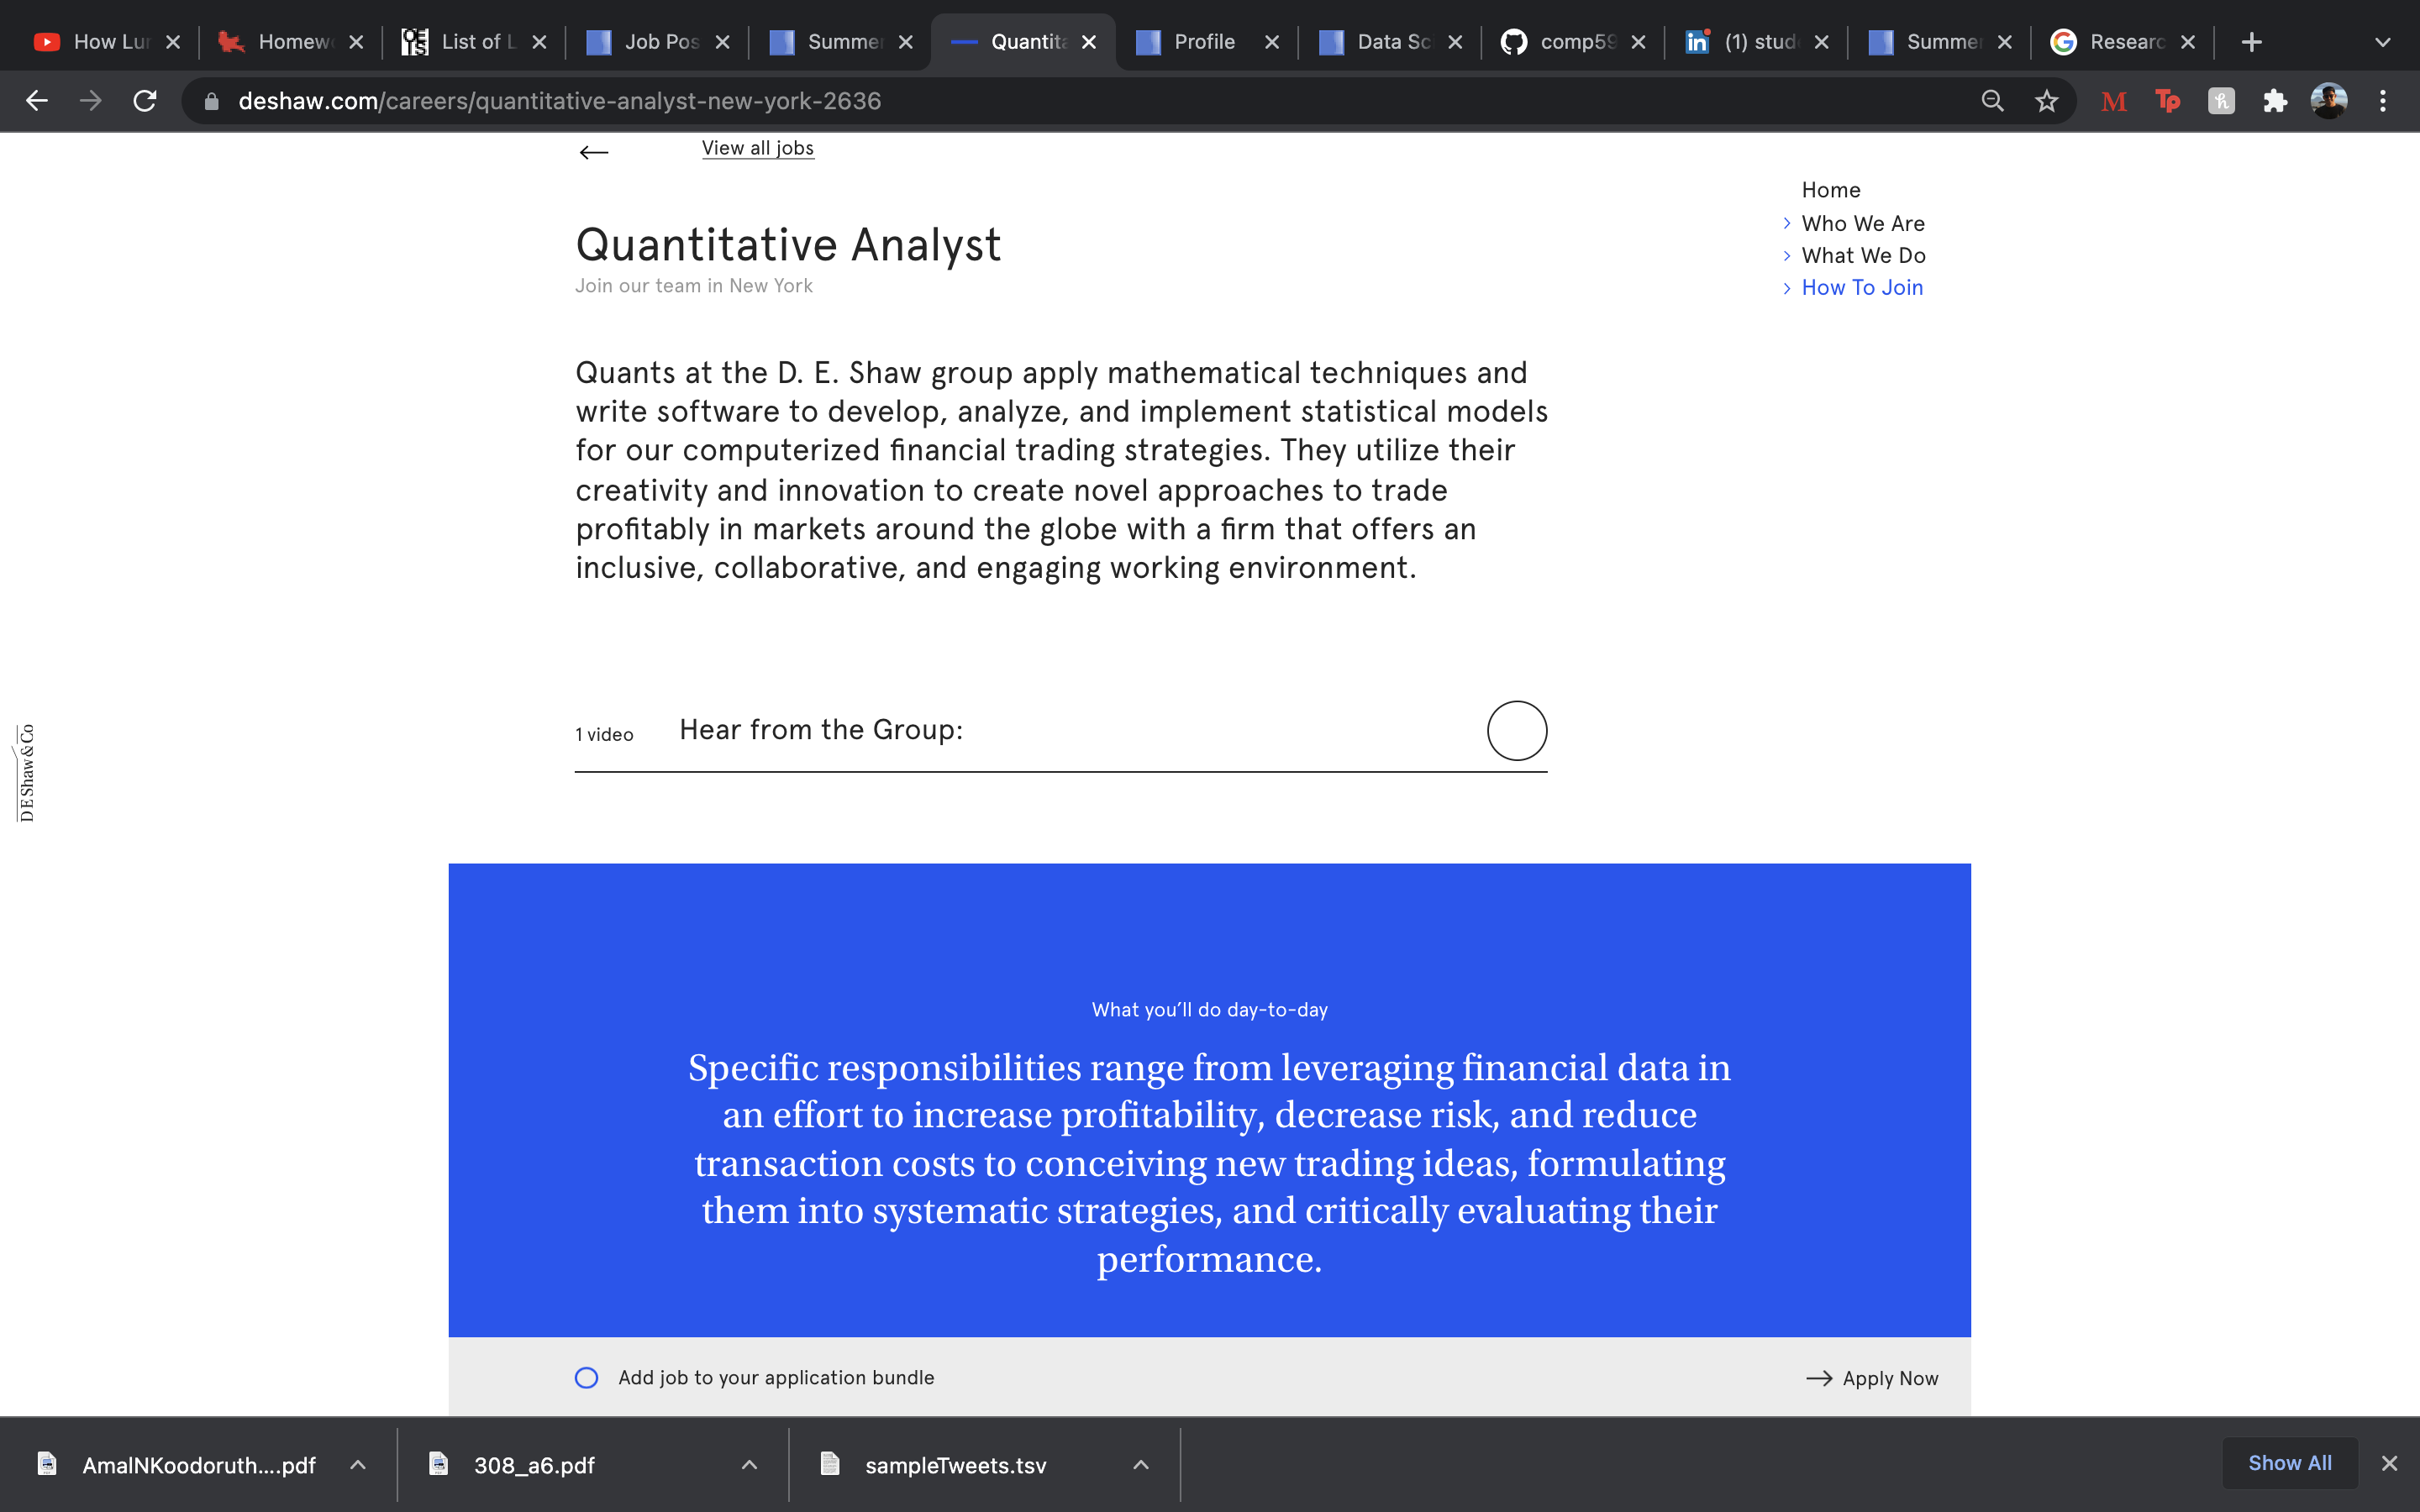 How Lu
Homew
List of L
Job Pos
Summer
Quantita
Profile
Data Sci
comp59
in (1) stud
Summer
Researc
deshaw.com/careers/quantitative-analyst-new-york-2636
M
Tp
h
View all jobs
Home
Who We Are
What We Do
How To Join
Quantitative Analyst
Join our team in New York
Quants at the D. E. Shaw group apply mathematical techniques and
write software to develop, analyze, and implement statistical models
for our computerized financial trading strategies. They utilize their
creativity and innovation to create novel approaches to trade
profitably in markets around the globe with a firm that offers an
inclusive, collaborative, and engaging working environment.
1 video Hear from the Group:
DE Shaw & Co
What you’ll do day-to-day
Specific responsibilities range from leveraging financial data in
an effort to increase profitability, decrease risk, and reduce
transaction costs to conceiving new trading ideas, formulating
them into systematic strategies, and critically evaluating their
performance.
Add job to your application bundle
Apply Now
AmalNKoodoruth....pdf
308_a6.pdf
sampleTweets.tsv
Show All